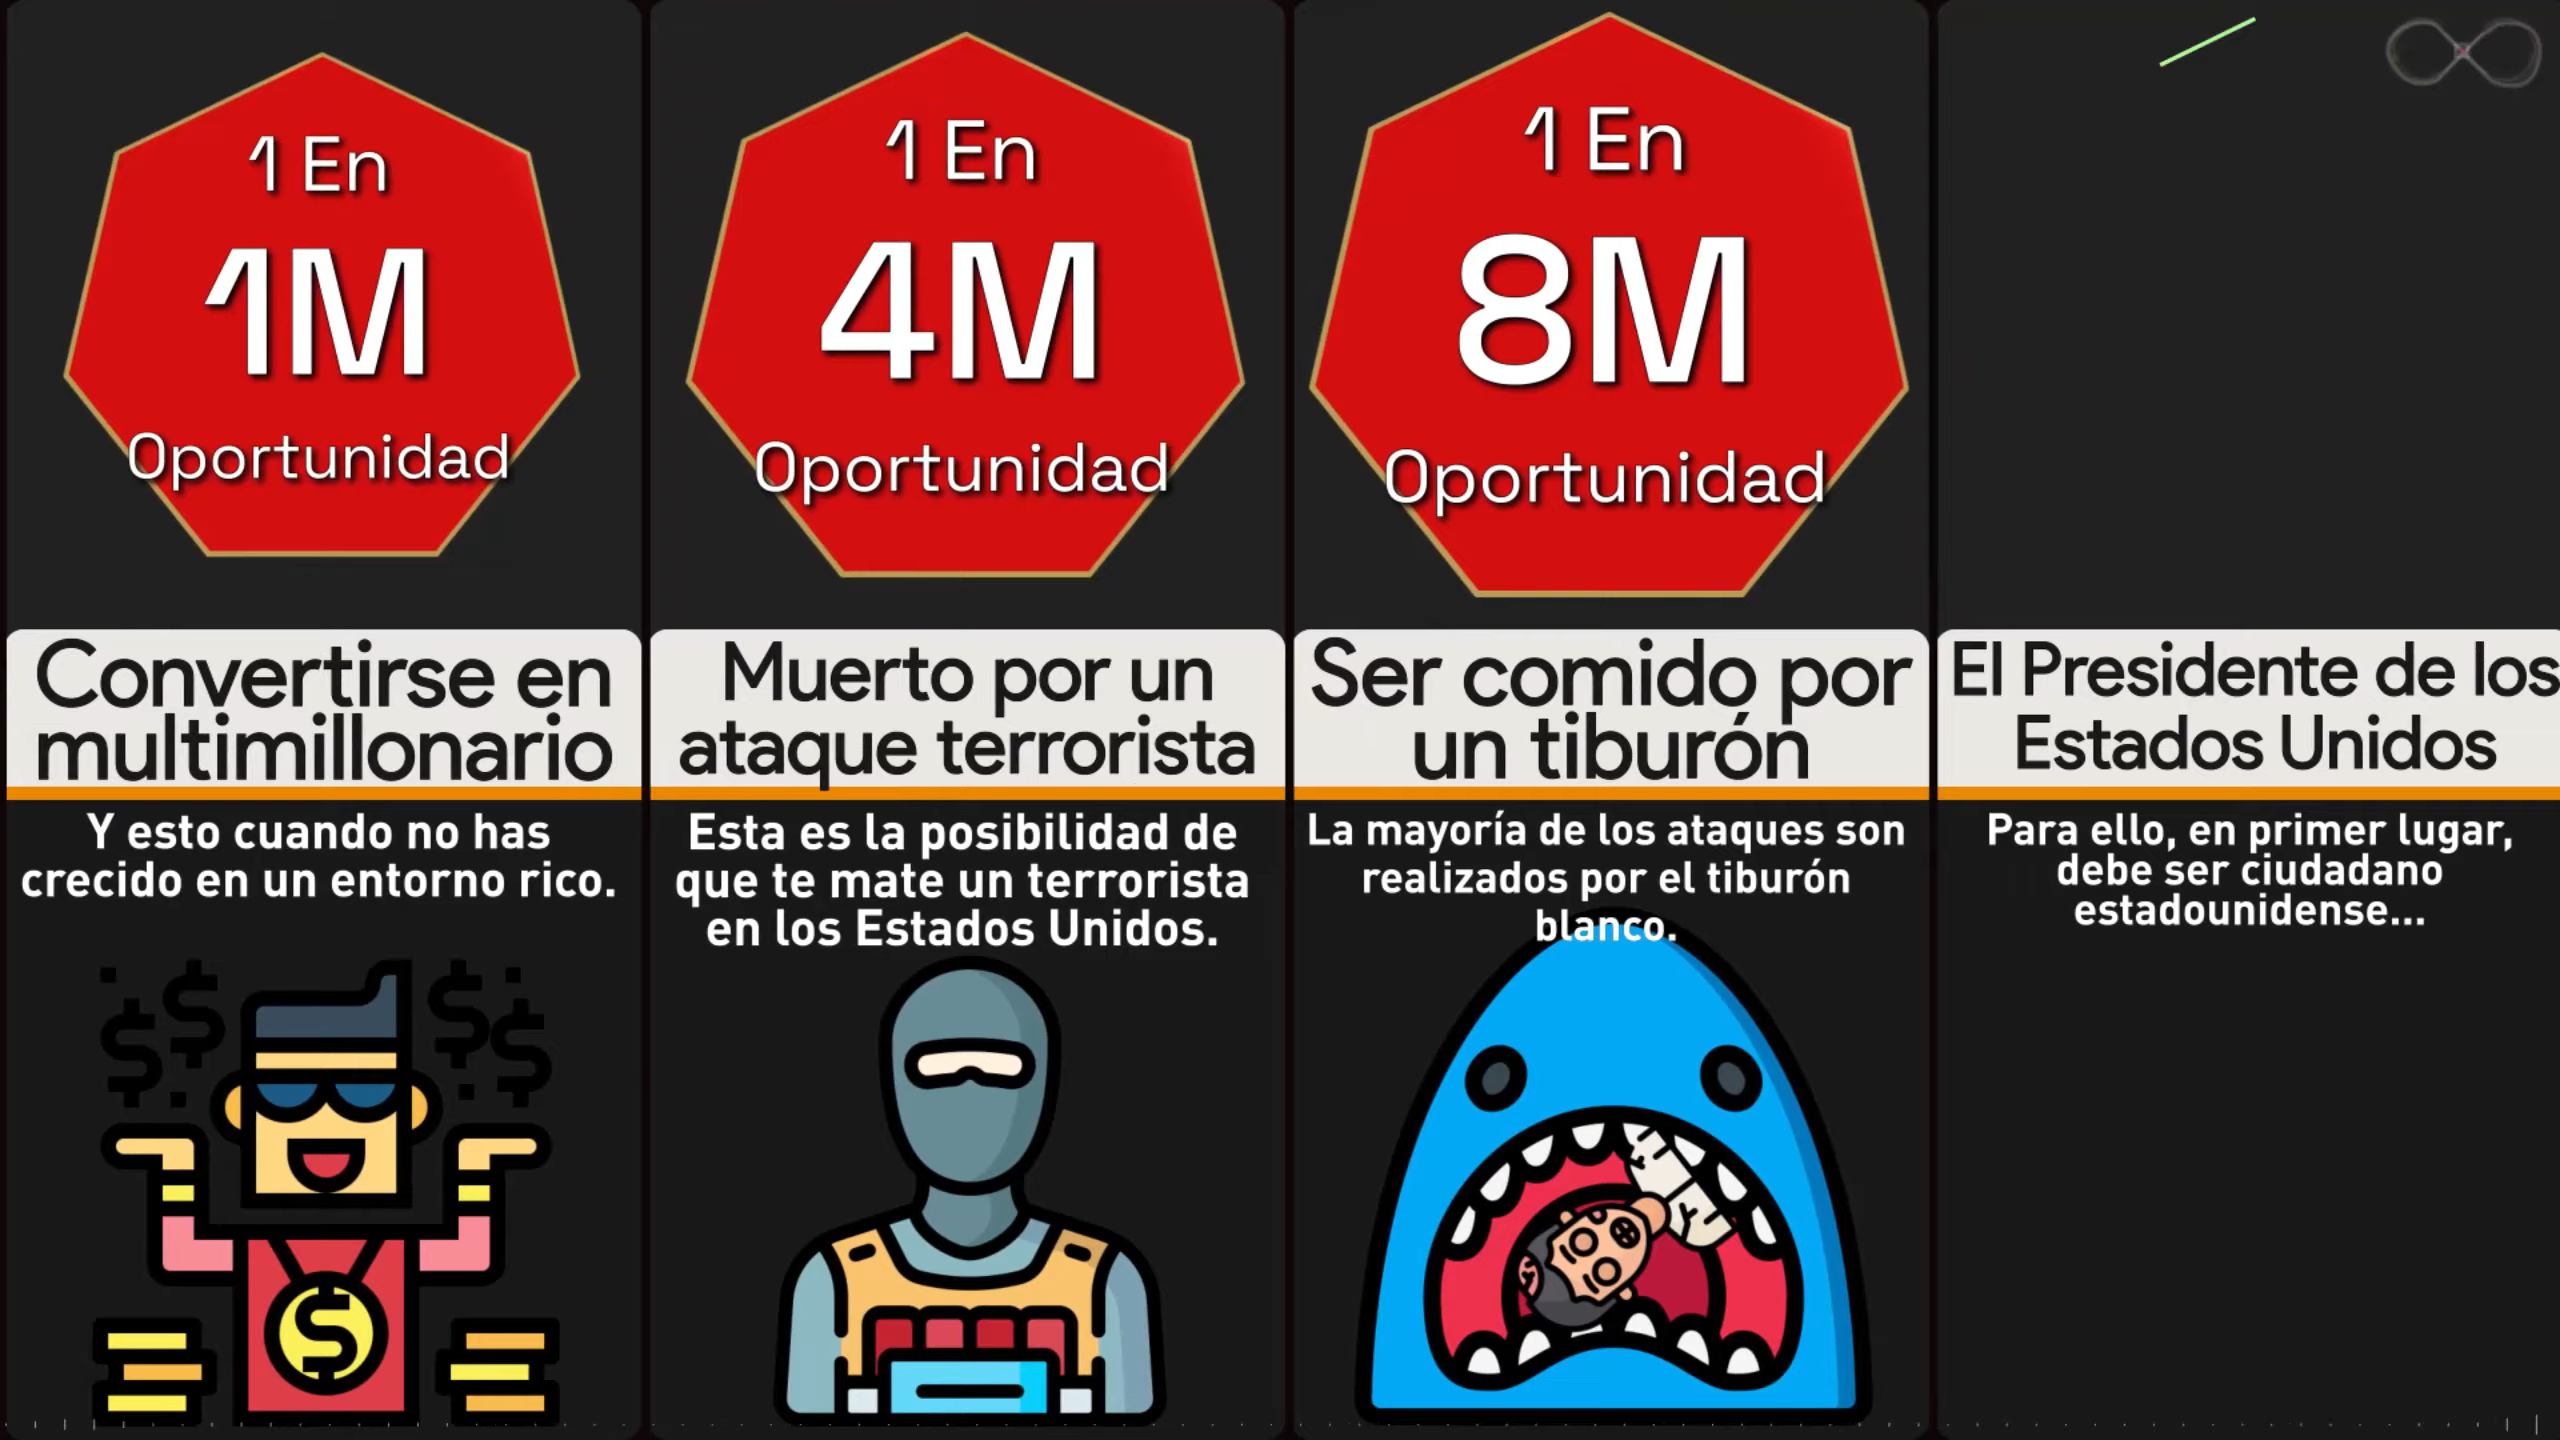 1 En
1M
Oportunidad
Convertirse en
multimillonario
Y esto cuando no has
crecido en un entorno rico.
1 En
4M
Oportunidad
Muerto por un
ataque terrorista
Esta es la posibilidad de
que te mate un terrorista
en los Estados Unidos.
1 En
8M
Oportunidad
Ser comido por
un tiburón
La mayoría de los ataques son
realizados por el tiburón
blanco.
El Presidente de los
Estados Unidos
Para ello, en primer lugar,
debe ser ciudadano
estadounidense...